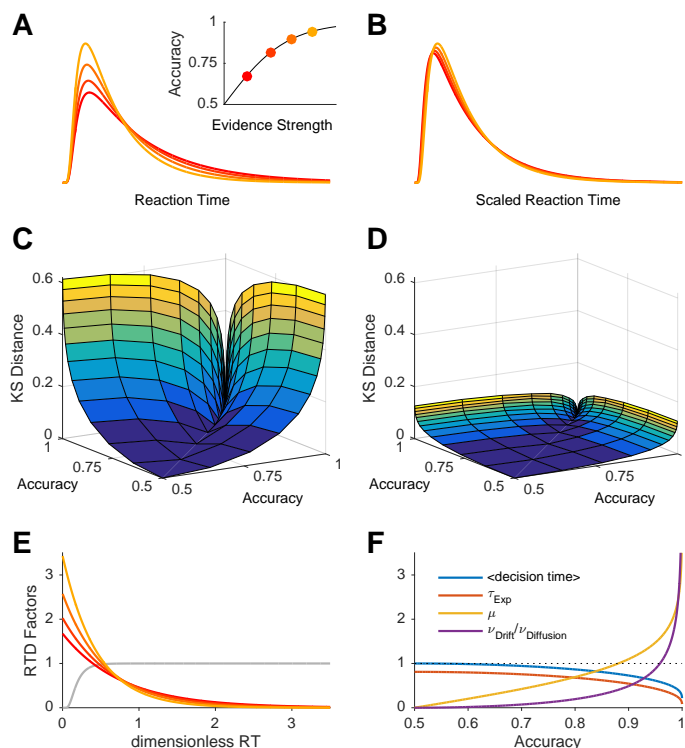 A
1
0.75
0.5
Accuracy
Evidence Strength
Reaction Time
B
Scaled Reaction Time
C
0.6
0.4
0.2
0
KS Distance
1
0.75
0.5
Accuracy
0.5
0.75
1
Accuracy
D
0.6
0.4
0.2
0
KS Distance
1
0.75
0.5
Accuracy
0.5
0.75
1
Accuracy
E
3
2
1
0
RTD Factors
0 1 2 3
dimensionless RT
F
3
2
1
0
<decision time>
τExp
μ
νDrift/νDiffusion
0.5 0.6 0.7 0.8 0.9 1
Accuracy